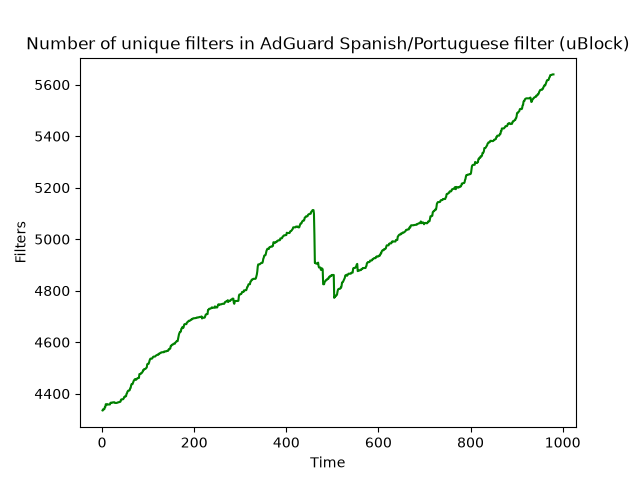 Number of unique filters in AdGuard Spanish/Portuguese filter (uBlock)
5600
5400
5200
5000
4800
4600
4400
Filters
0 200 400 600 800 1000
Time